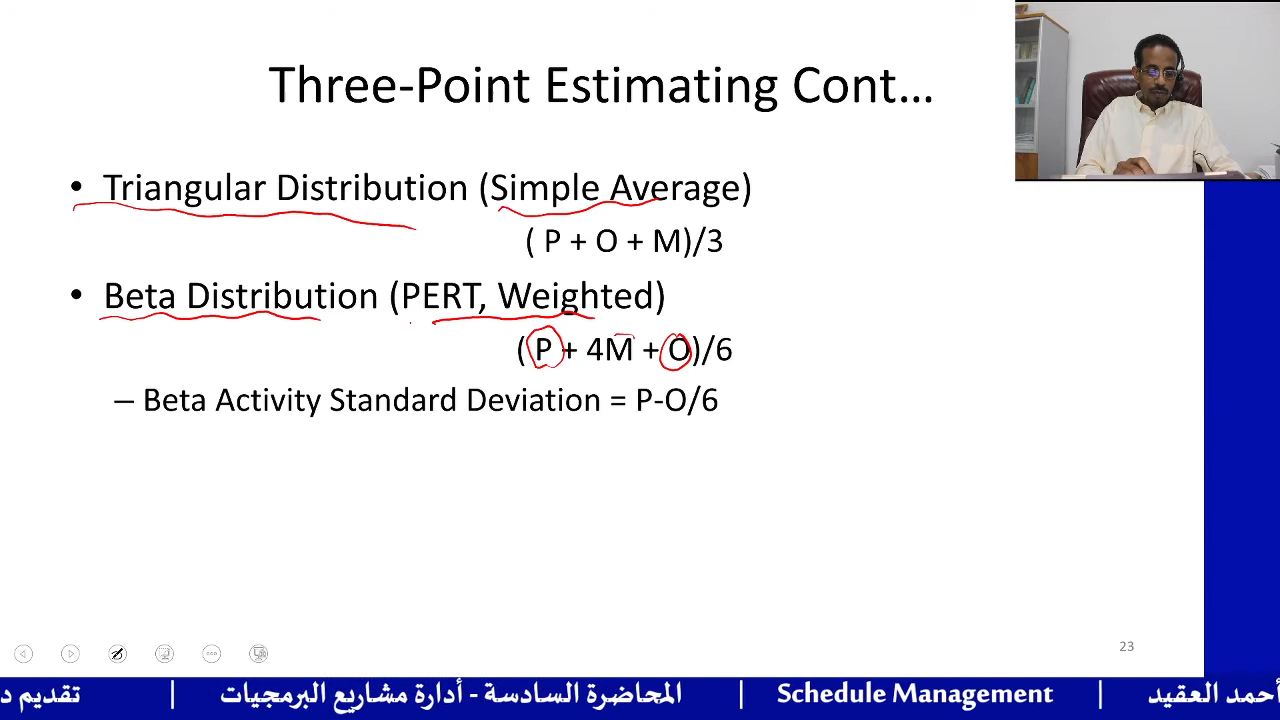 Three-Point Estimating Cont…
• Triangular Distribution (Simple Average)
( P + O + M)/3
• Beta Distribution (PERT, Weighted)
(P + 4M + O)/6
– Beta Activity Standard Deviation = P-O/6
23
أحمد العقيد | Schedule Management | المحاضرة السادسة - أدارة مشاريع البرمجيات | تقديم د